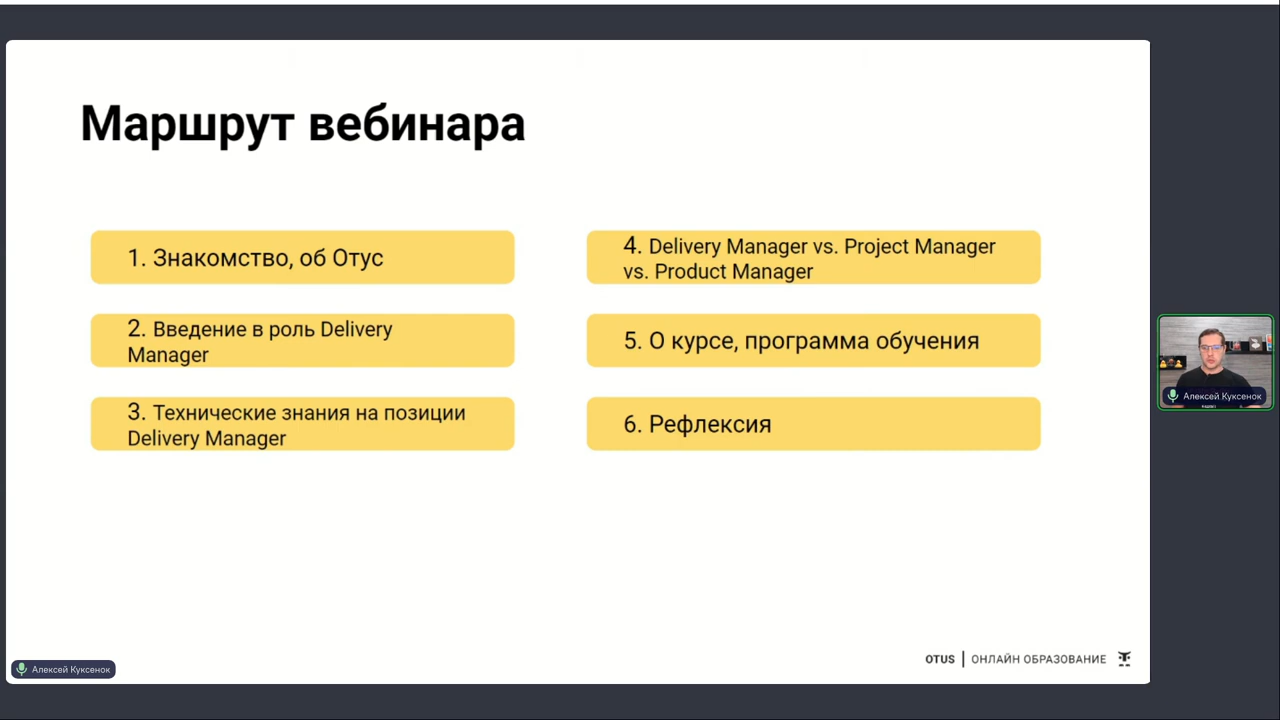 Маршрут вебинара
1. Знакомство, об Отус
2. Введение в роль Delivery
Manager
3. Технические знания на позиции
Delivery Manager
4. Delivery Manager vs. Project Manager
vs. Product Manager
5. О курсе, программа обучения
6. Рефлексия
Алексей Куксенок
Алексей Куксенок
OTUS | ОНЛАЙН ОБРАЗОВАНИЕ